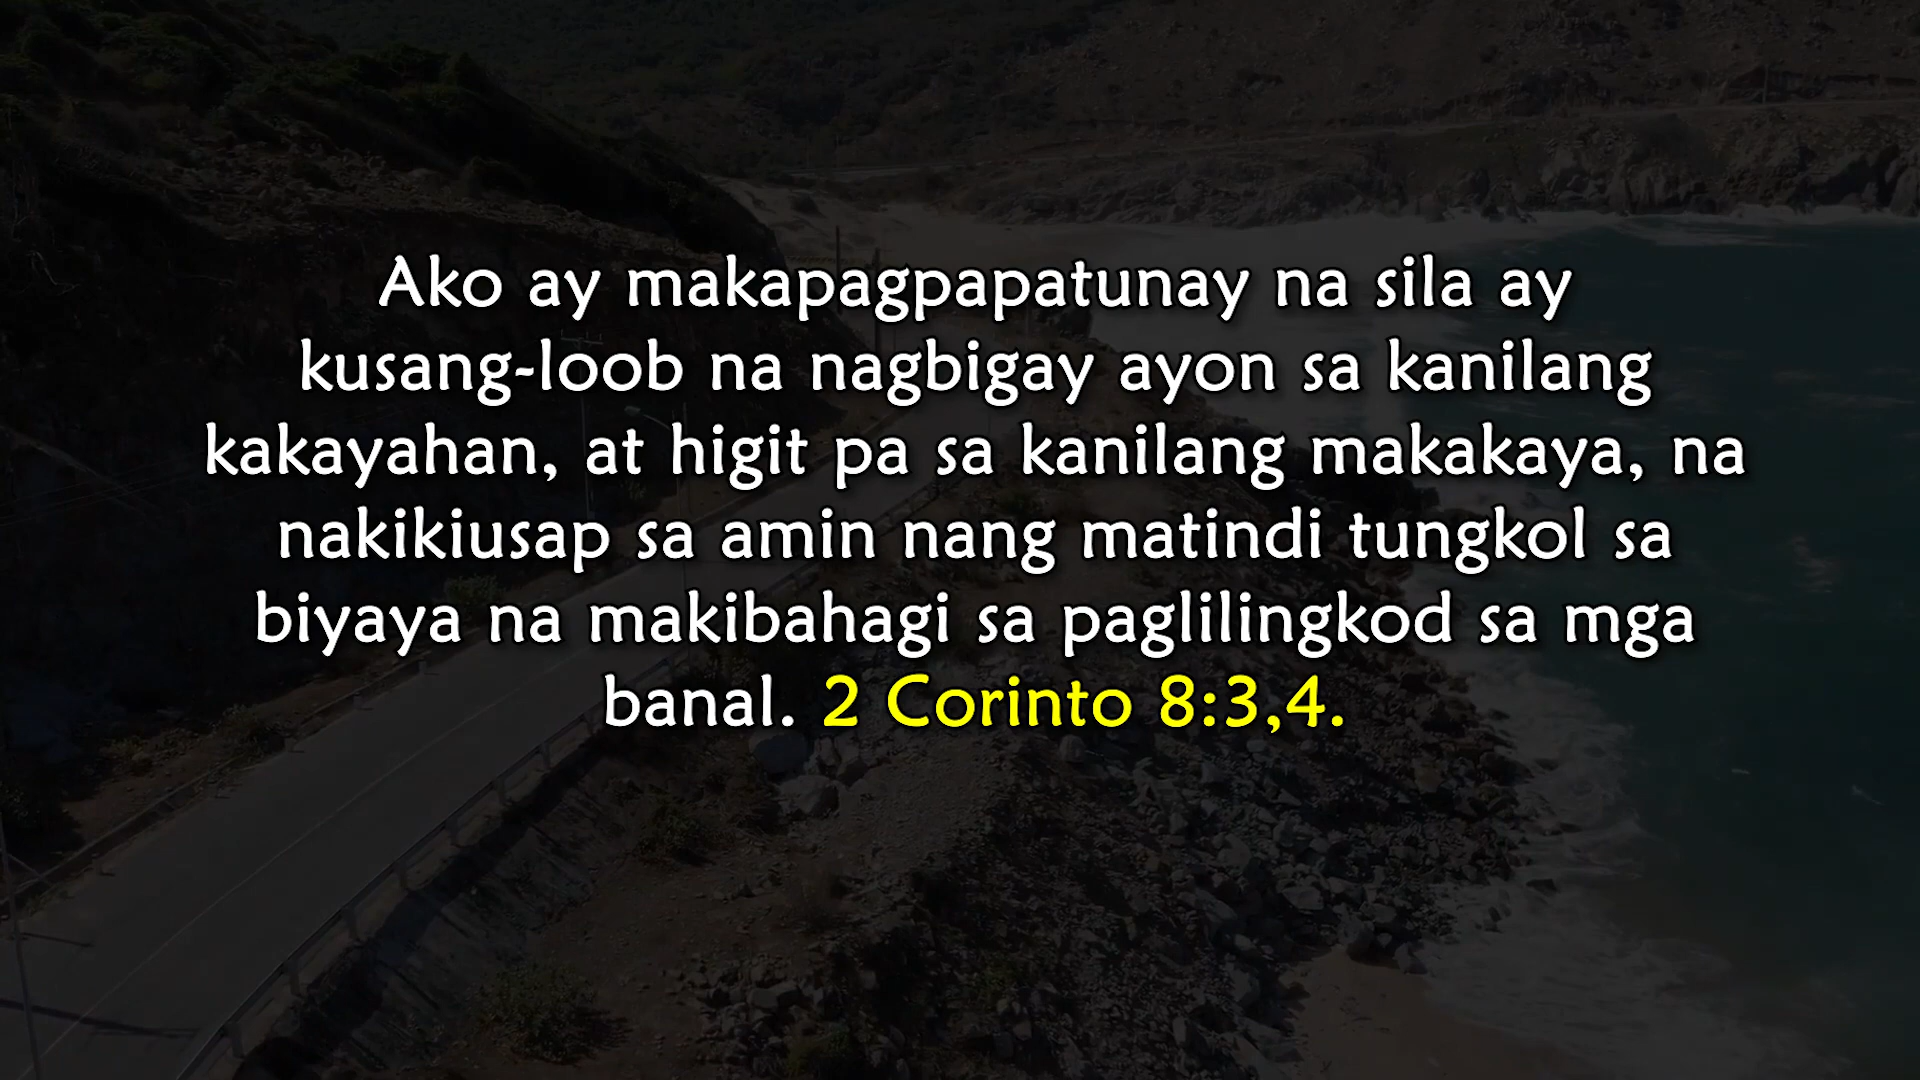 Ako ay makapagpapatunay na sila ay
kusang-loob na nagbigay ayon sa kanilang
kakayahan, at higit pa sa kanilang makakaya, na
nakikiusap sa amin nang matindi tungkol sa
biyaya na makibahagi sa paglilingkod sa mga
banal. 2 Corinto 8:3,4.